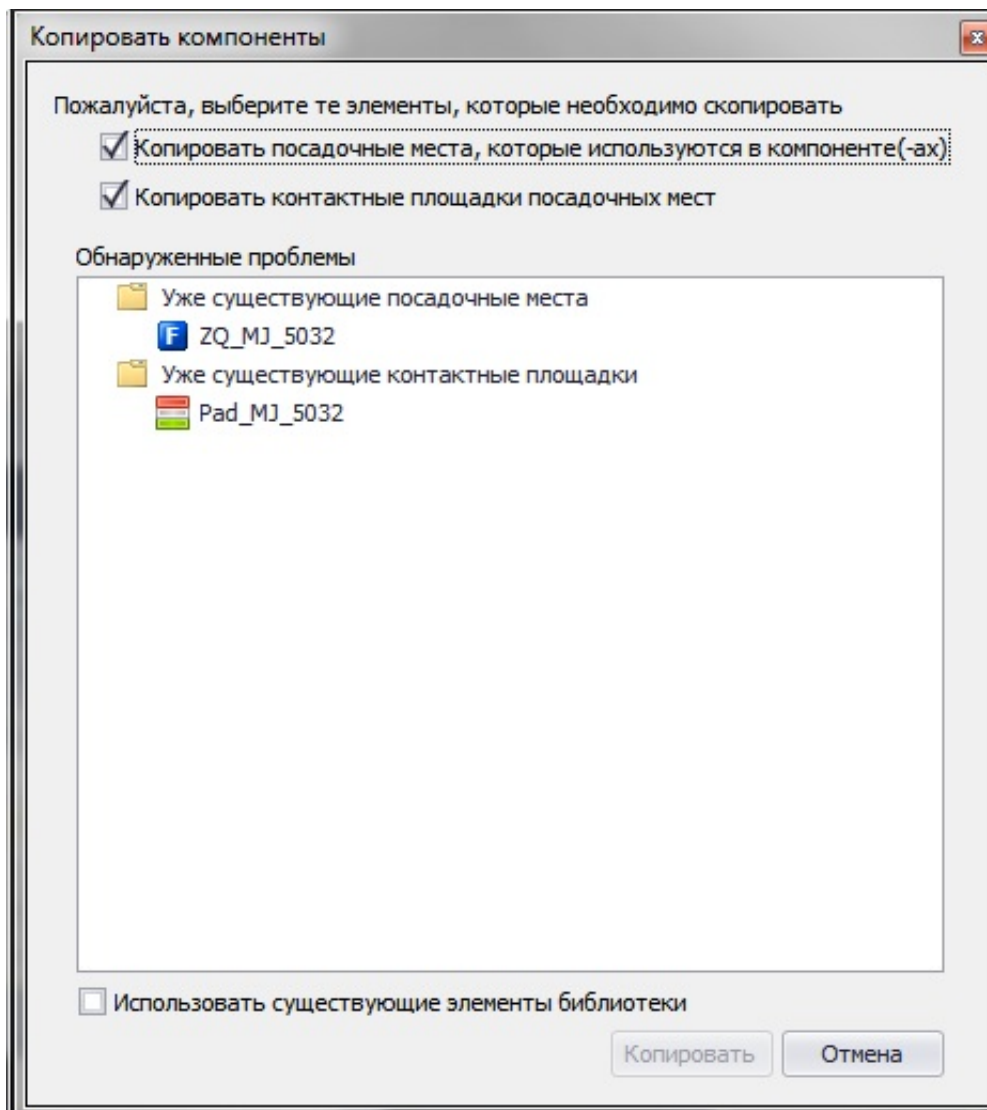 Копировать компоненты
Пожалуйста, выберите те элементы, которые необходимо скопировать
Копировать посадочные места, которые используются в компоненте(-ах)
Копировать контактные площадки посадочных мест
Обнаруженные проблемы
Уже существующие посадочные места
F ZQ_MJ_5032
Уже существующие контактные площадки
Pad_MJ_5032
Использовать существующие элементы библиотеки
Копировать Отмена